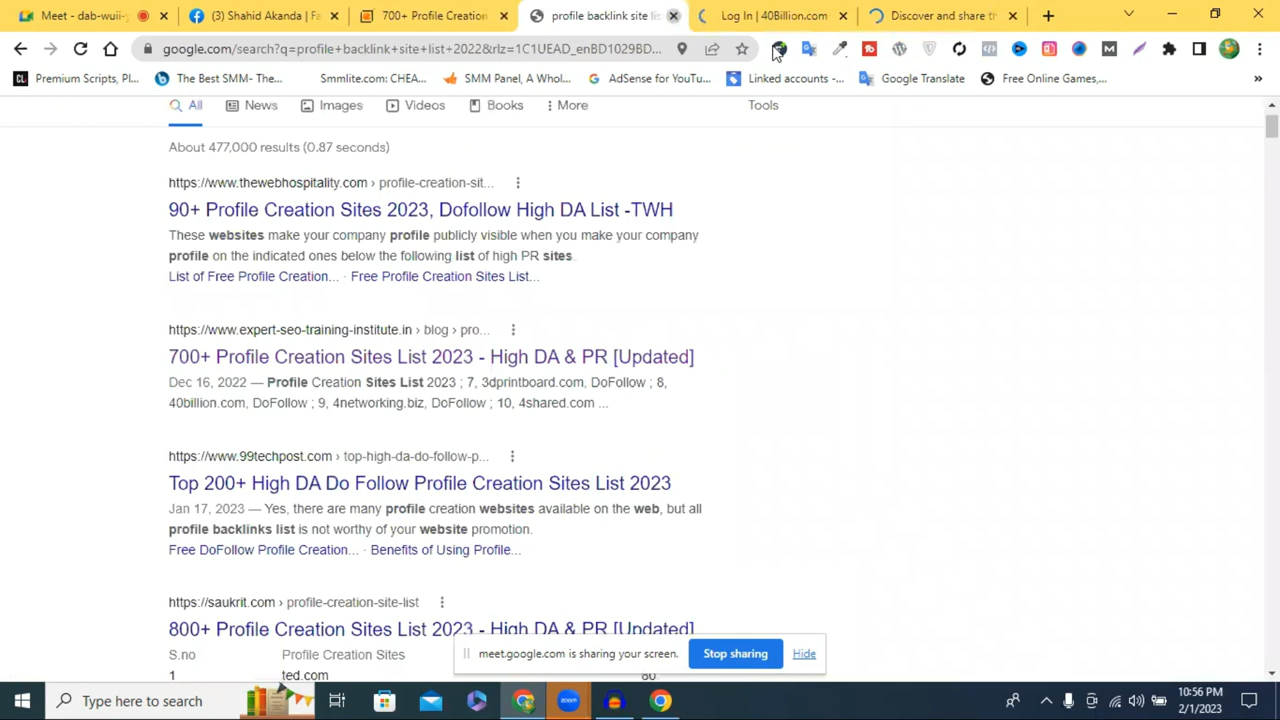 Meet - dab-wuii-y
(3) Shahid Akanda | Fa
700+ Profile Creation
profile backlink site lis
Log In | 40Billion.com
Discover and share th
google.com/search?q=profile+backlink+site+list+2022&rlz=1C1UEAD_enBD1029BD...
Premium Scripts, Pl...
The Best SMM- The...
Smmlite.com: CHEA...
SMM Panel, A Whol...
AdSense for YouTu...
Linked accounts -...
Google Translate
Free Online Games,...
All
News
Images
Videos
Books
More
Tools
About 477,000 results (0.87 seconds)
https://www.thewebhospitality.com › profile-creation-sit...
90+ Profile Creation Sites 2023, Dofollow High DA List -TWH
These websites make your company profile publicly visible when you make your company
profile on the indicated ones below the following list of high PR sites.
List of Free Profile Creation... · Free Profile Creation Sites List...
https://www.expert-seo-training-institute.in › blog › pro...
700+ Profile Creation Sites List 2023 - High DA & PR [Updated]
Dec 16, 2022 — Profile Creation Sites List 2023 ; 7, 3dprintboard.com, DoFollow ; 8,
40billion.com, DoFollow ; 9, 4networking.biz, DoFollow ; 10, 4shared.com ...
https://www.99techpost.com › top-high-da-do-follow-p...
Top 200+ High DA Do Follow Profile Creation Sites List 2023
Jan 17, 2023 — Yes, there are many profile creation websites available on the web, but all
profile backlinks list is not worthy of your website promotion.
Free DoFollow Profile Creation... · Benefits of Using Profile...
https://saukrit.com › profile-creation-site-list
800+ Profile Creation Sites List 2023 - High DA & PR [Updated]
S.no Profile Creation Sites
1 ted.com 80
meet.google.com is sharing your screen.
Stop sharing
Hide
Type here to search
zoom
10:56 PM
2/1/2023